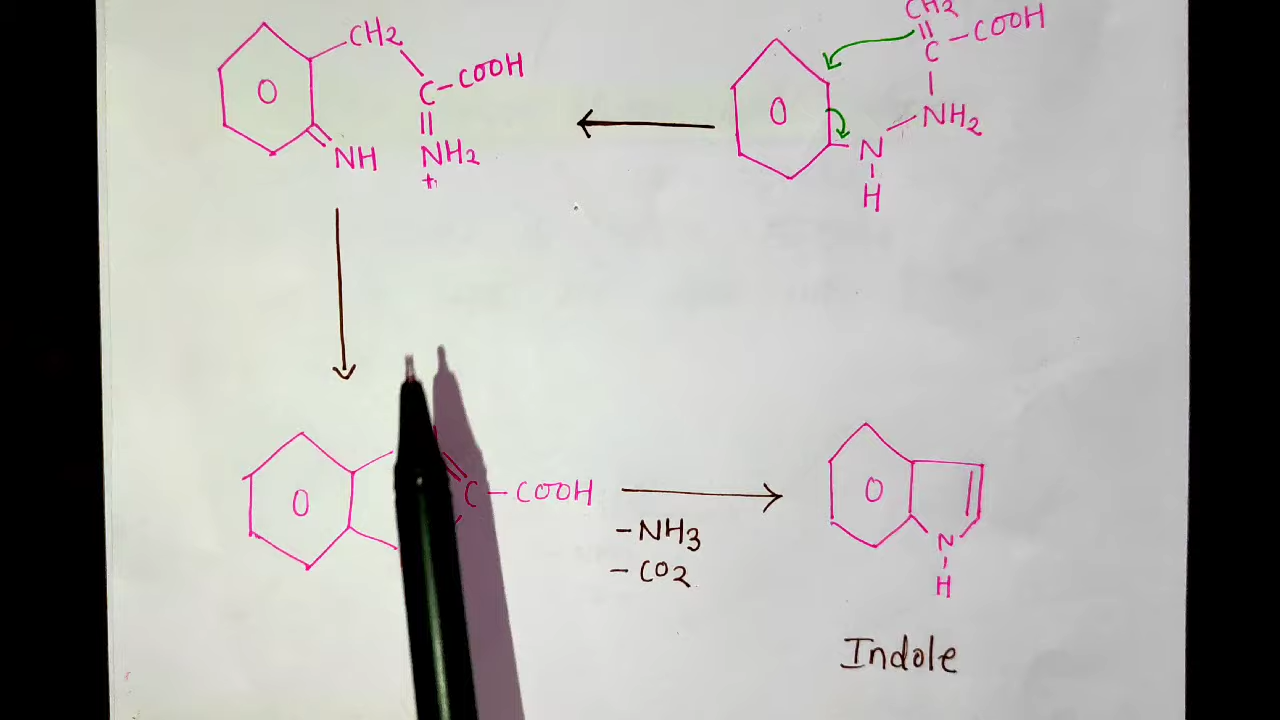 CH2
CH2
C-COOH
C-COOH
NH2
N
H
NH
NH2
+
O
O
C-COOH
-NH3
-CO2
O
O
N
H
Indole